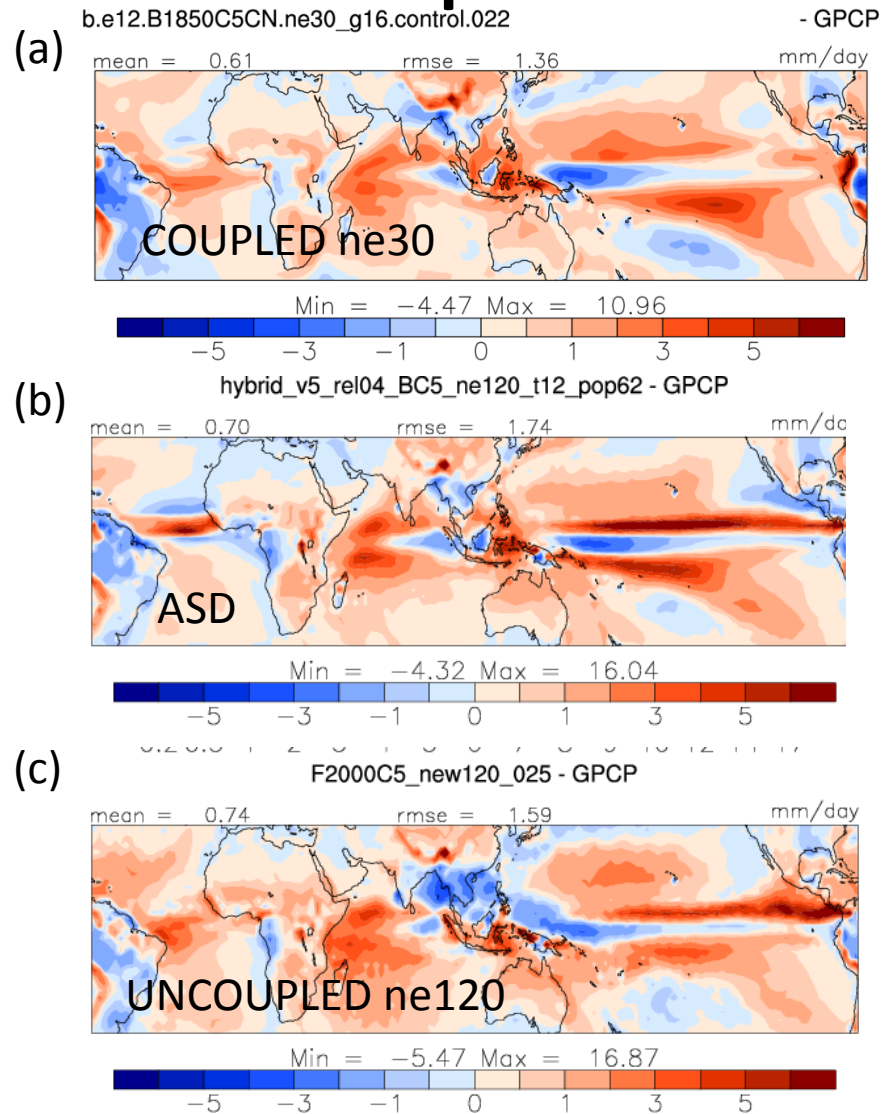 b.e12.B1850C5CN.ne30_g16.control.022 - GPCP
(a)
mean = 0.61 rmse = 1.36 mm/day
COUPLED ne30
Min = -4.47 Max = 10.96
-5 -3 -1 0 1 3 5
(b)
hybrid_v5_rel04_BC5_ne120_t12_pop62 - GPCP
mean = 0.70 rmse = 1.74 mm/da
ASD
Min = -4.32 Max = 16.04
-5 -3 -1 0 1 3 5
(c)
F2000C5_new120_025 - GPCP
mean = 0.74 rmse = 1.59 mm/day
UNCOUPLED ne120
Min = -5.47 Max = 16.87
-5 -3 -1 0 1 3 5